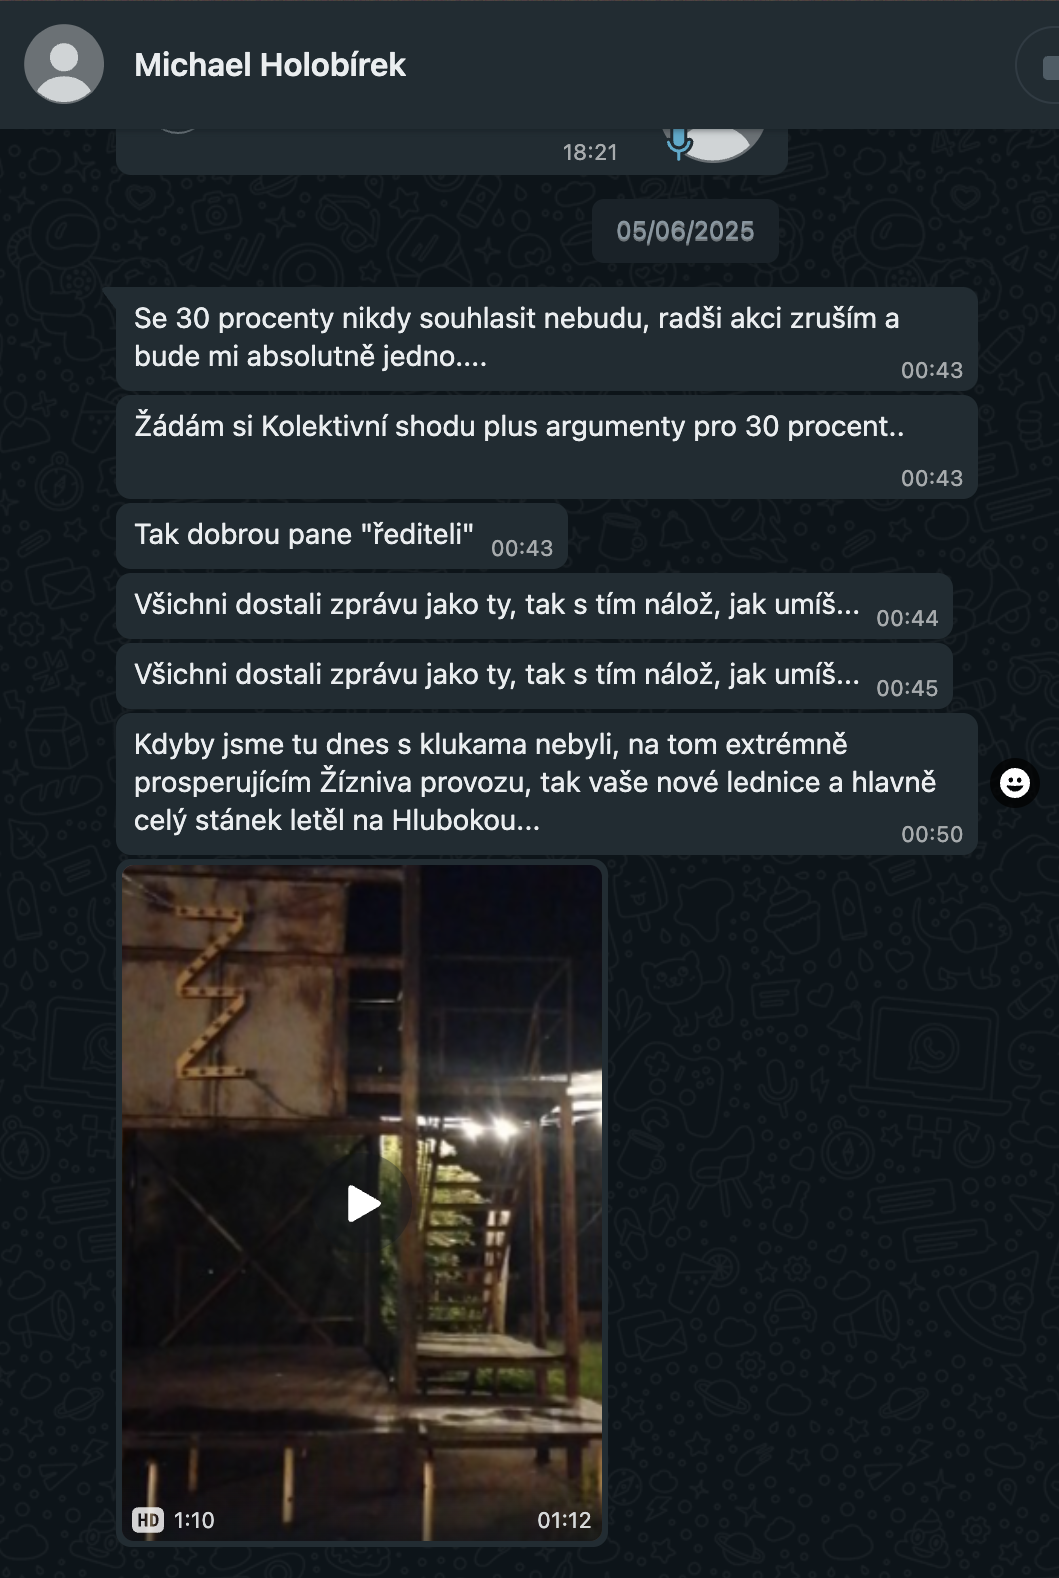 Michael Holobírek
18:21
05/06/2025
Se 30 procenty nikdy souhlasit nebudu, radši akci zruším a
bude mi absolutně jedno....
00:43
Žádám si Kolektivní shodu plus argumenty pro 30 procent..
00:43
Tak dobrou pane "řediteli" 00:43
Všichni dostali zprávu jako ty, tak s tím nálož, jak umíš... 00:44
Všichni dostali zprávu jako ty, tak s tím nálož, jak umíš... 00:45
Kdyby jsme tu dnes s klukama nebyli, na tom extrémně
prosperujícím Žízniva provozu, tak vaše nové lednice a hlavně
celý stánek letěl na Hlubokou...
00:50
HD 1:10 01:12